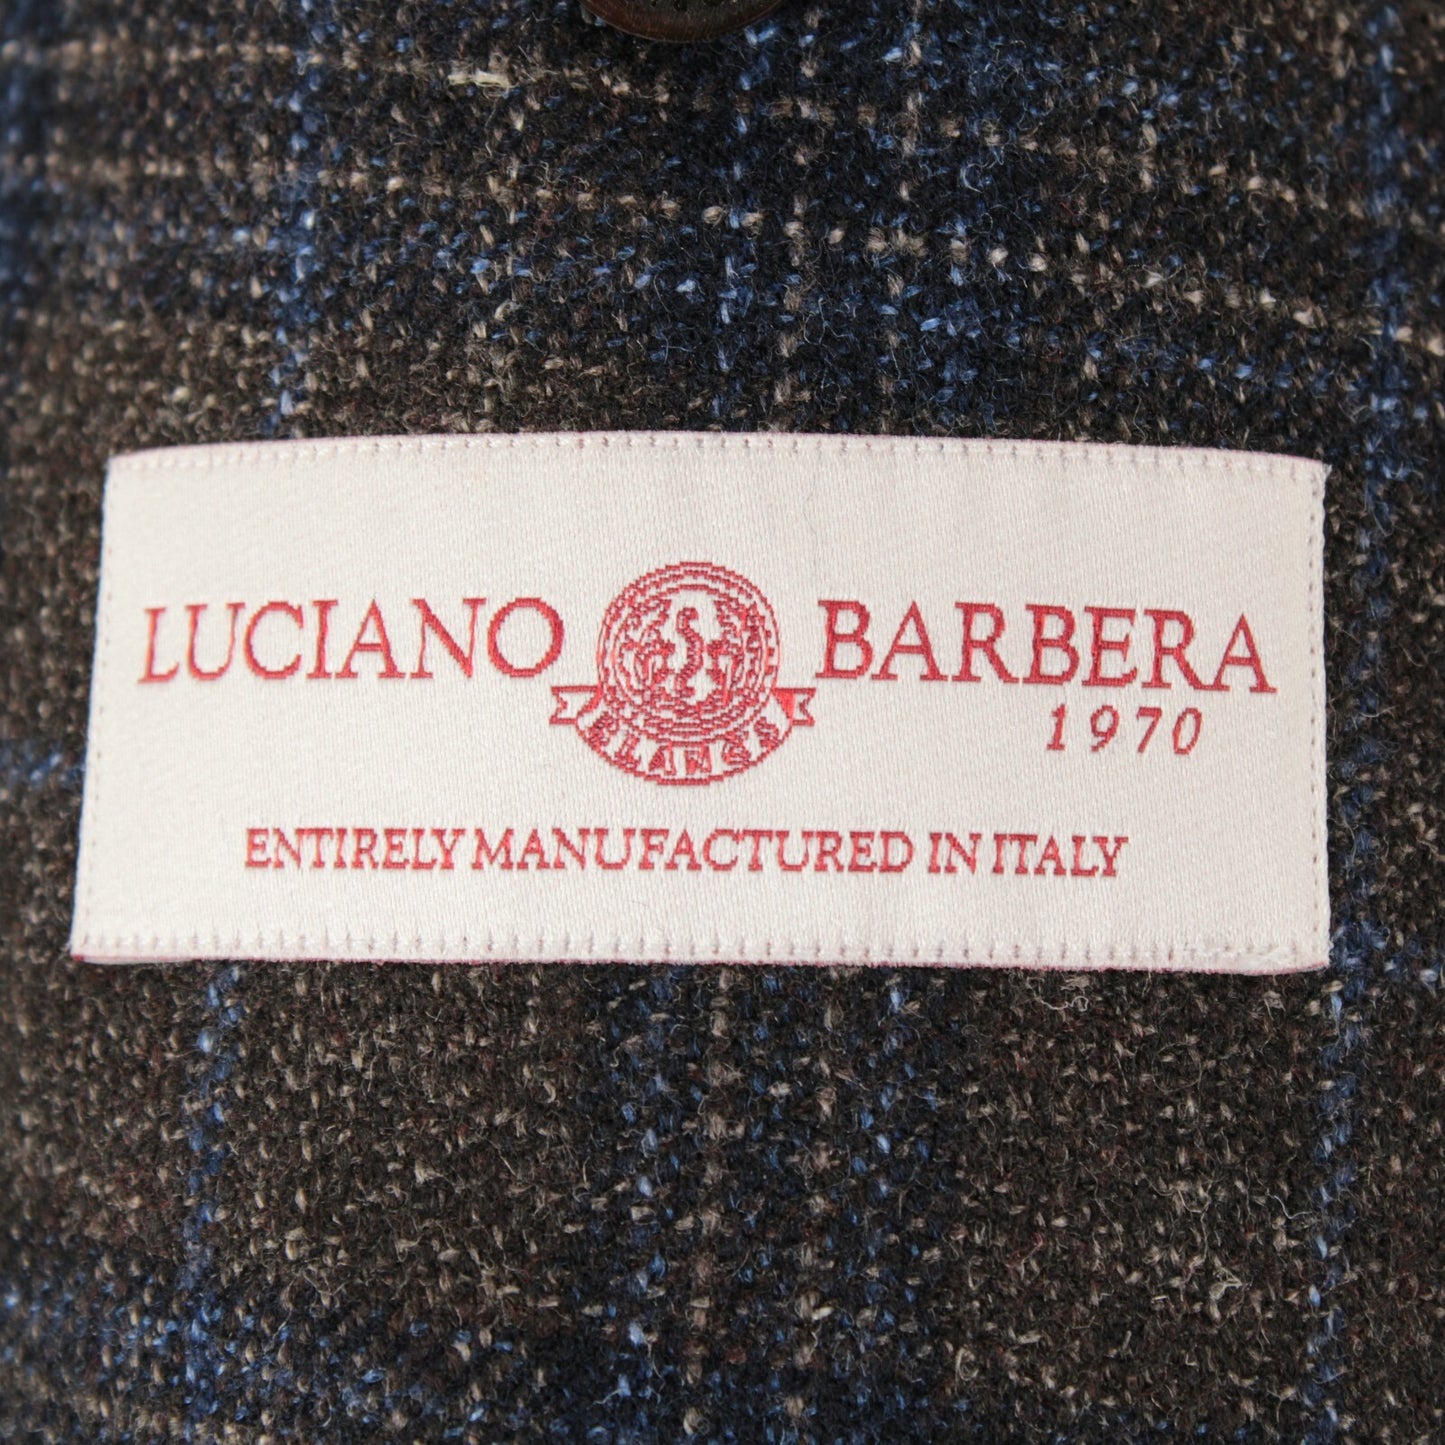 LUCIANO BARBERA
1970
ENTIRELY MANUFACTURED IN ITALY